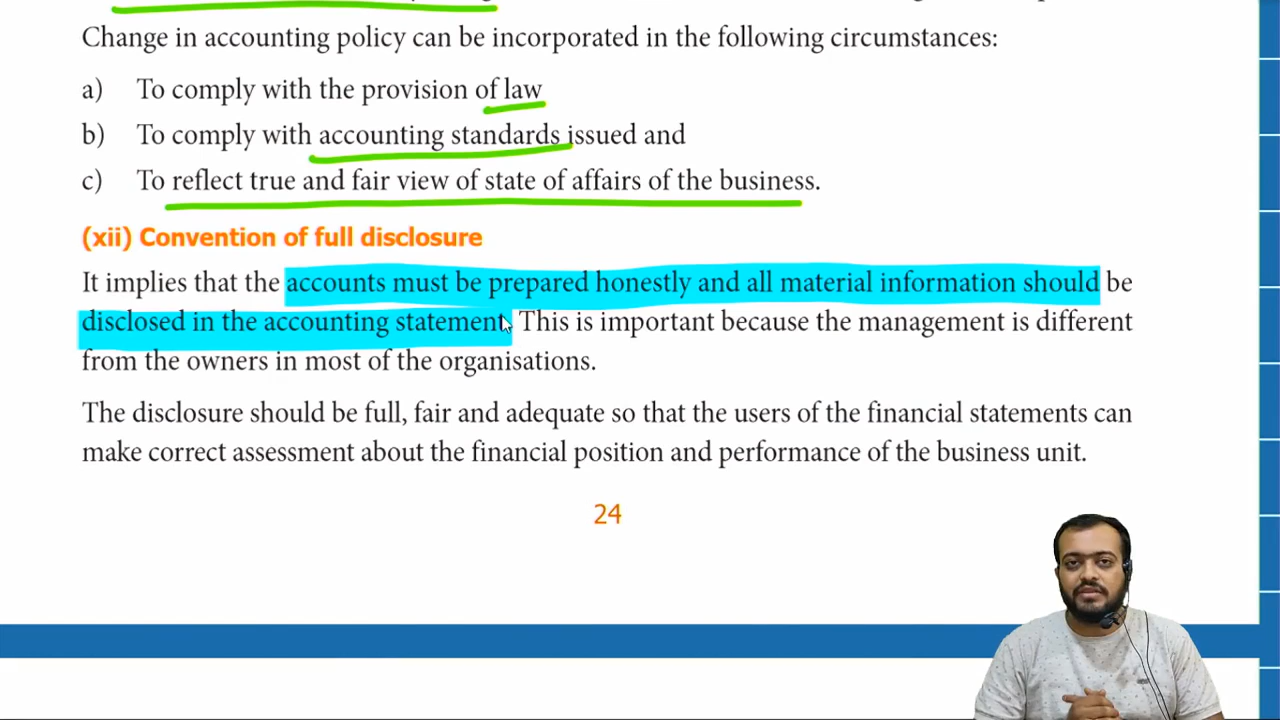 Change in accounting policy can be incorporated in the following circumstances:
a) To comply with the provision of law
b) To comply with accounting standards issued and
c) To reflect true and fair view of state of affairs of the business.
(xii) Convention of full disclosure
It implies that the accounts must be prepared honestly and all material information should be
disclosed in the accounting statement. This is important because the management is different
from the owners in most of the organisations.
The disclosure should be full, fair and adequate so that the users of the financial statements can
make correct assessment about the financial position and performance of the business unit.
24